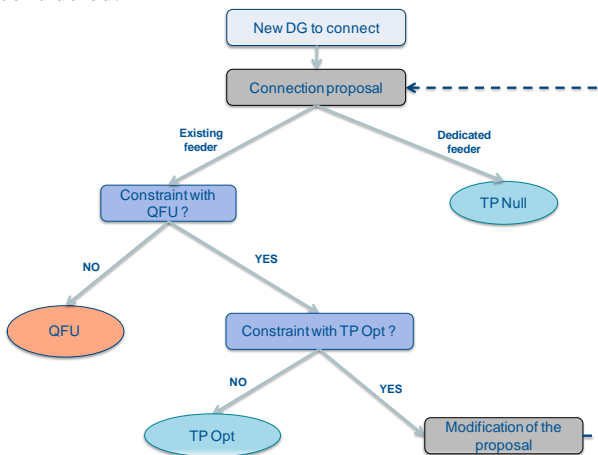 New DG to connect
Connection proposal
Existing
feeder
Dedicated
feeder
Constraint with
QFU ?
TP Null
NO
YES
QFU
Constraint with TP Opt ?
NO
YES
TP Opt
Modification of the
proposal